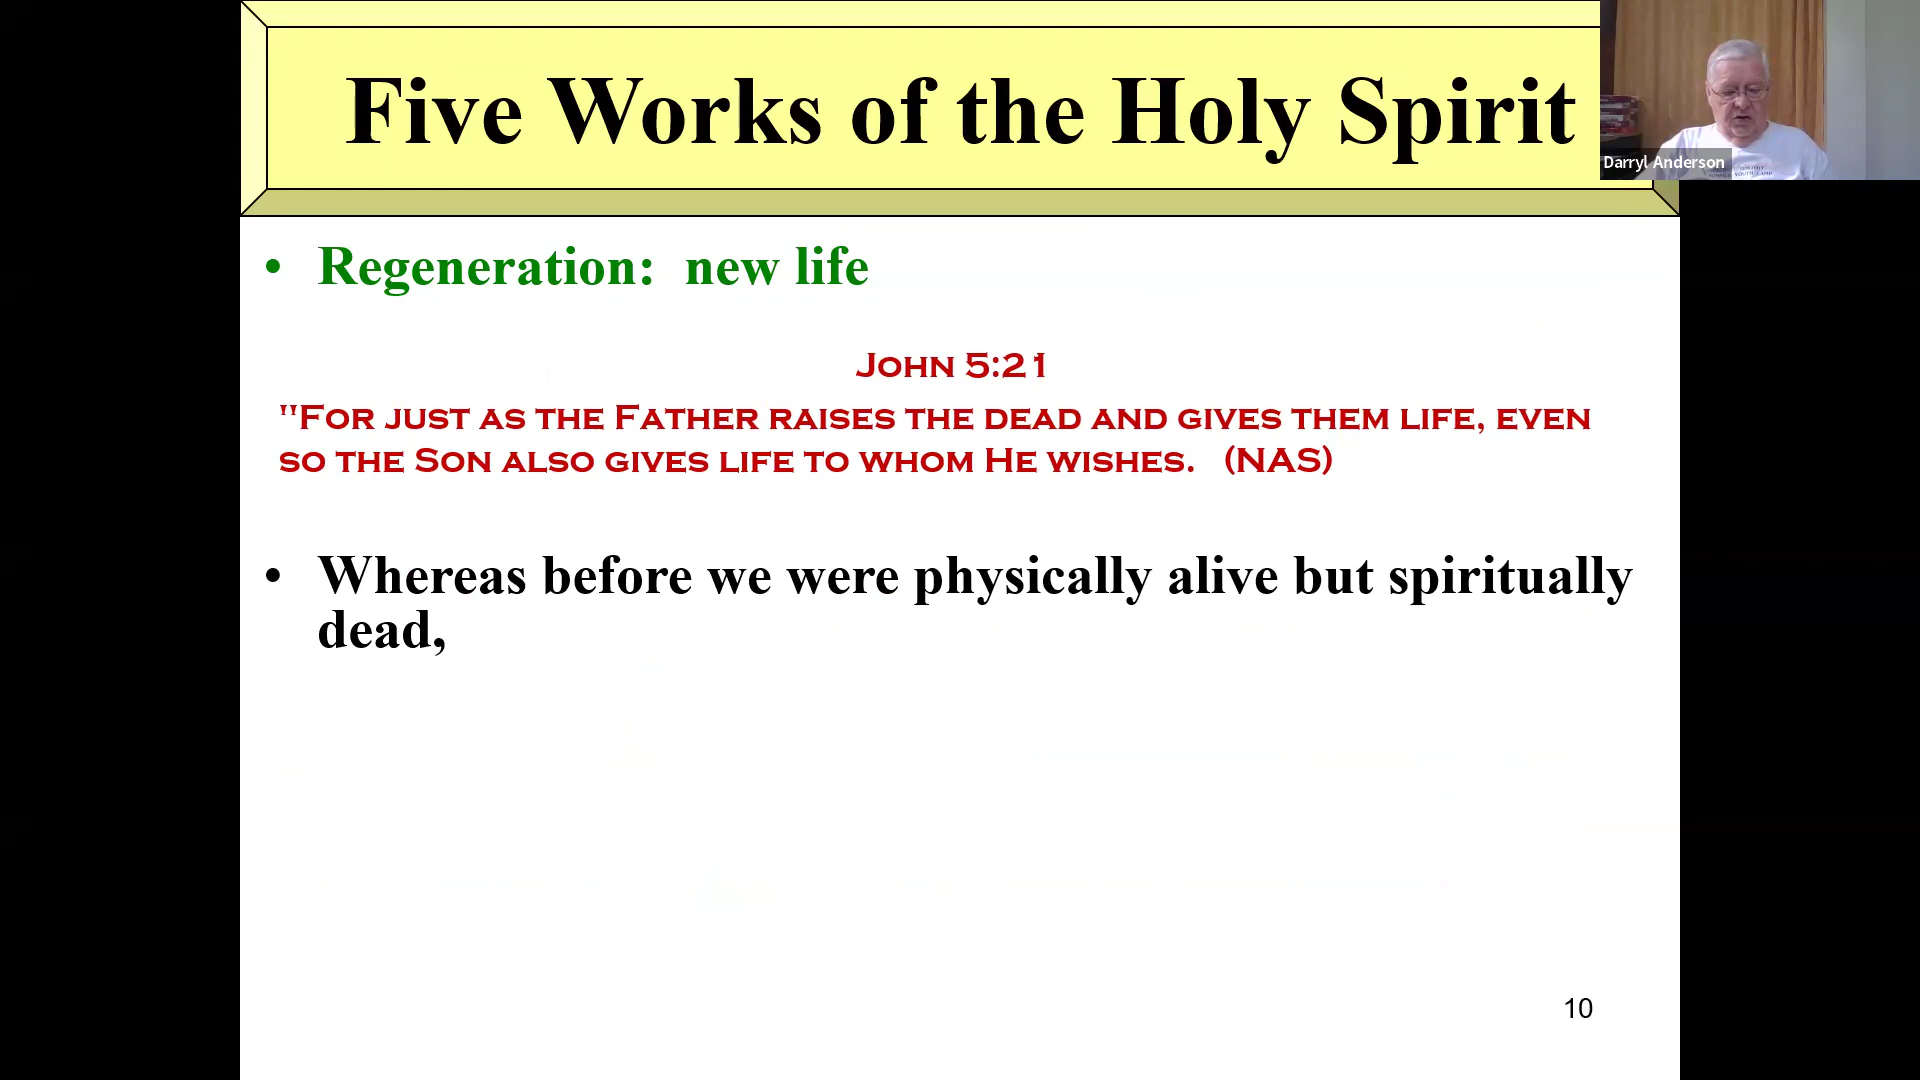 Five Works of the Holy Spirit
Darryl Anderson
• Regeneration: new life
John 5:21
"For just as the Father raises the dead and gives them life, even
so the Son also gives life to whom He wishes. (NAS)
• Whereas before we were physically alive but spiritually
dead,
10